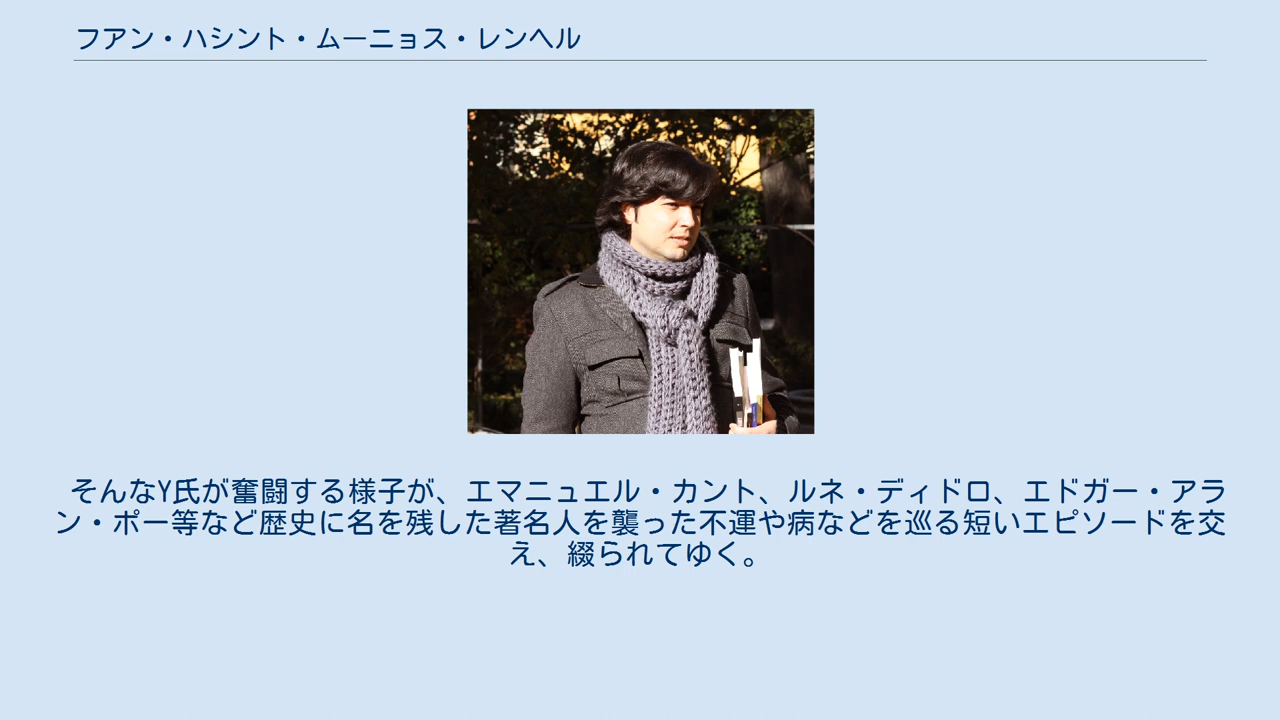 フアン・ハシント・ムーニョス・レンヘル
そんなY氏が奮闘する様子が、エマニュエル・カント、ルネ・ディドロ、エドガー・アラ
ン・ポー等など歴史に名を残した著名人を襲った不運や病などを巡る短いエピソードを交
え、綴られてゆく。